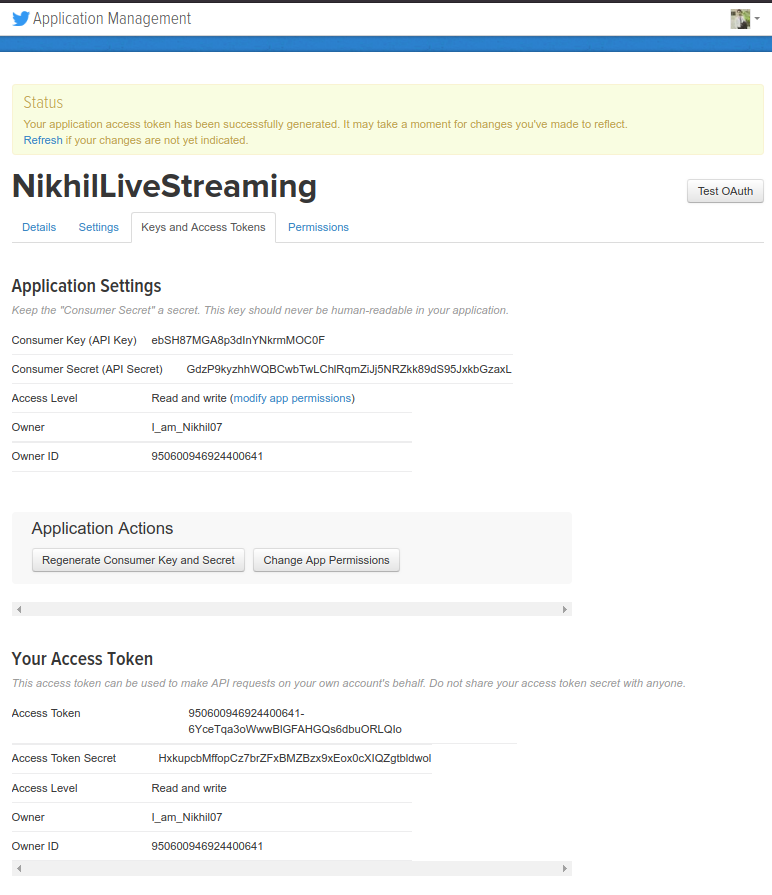 Application Management
Status
Your application access token has been successfully generated. It may take a moment for changes you've made to reflect.
Refresh if your changes are not yet indicated.
NikhilLiveStreaming
Test OAuth
Details Settings Keys and Access Tokens Permissions
Application Settings
Keep the "Consumer Secret" a secret. This key should never be human-readable in your application.
Consumer Key (API Key)
Consumer Secret (API Secret)
Access Level Read and write (modify app permissions)
Owner I_am_Nikhil07
Owner ID 950600946924400641
Application Actions
Regenerate Consumer Key and Secret Change App Permissions
Your Access Token
This access token can be used to make API requests on your own account's behalf. Do not share your access token secret with anyone.
Access Token 950600946924400641-
Access Token Secret
Access Level Read and write
Owner I_am_Nikhil07
Owner ID 950600946924400641